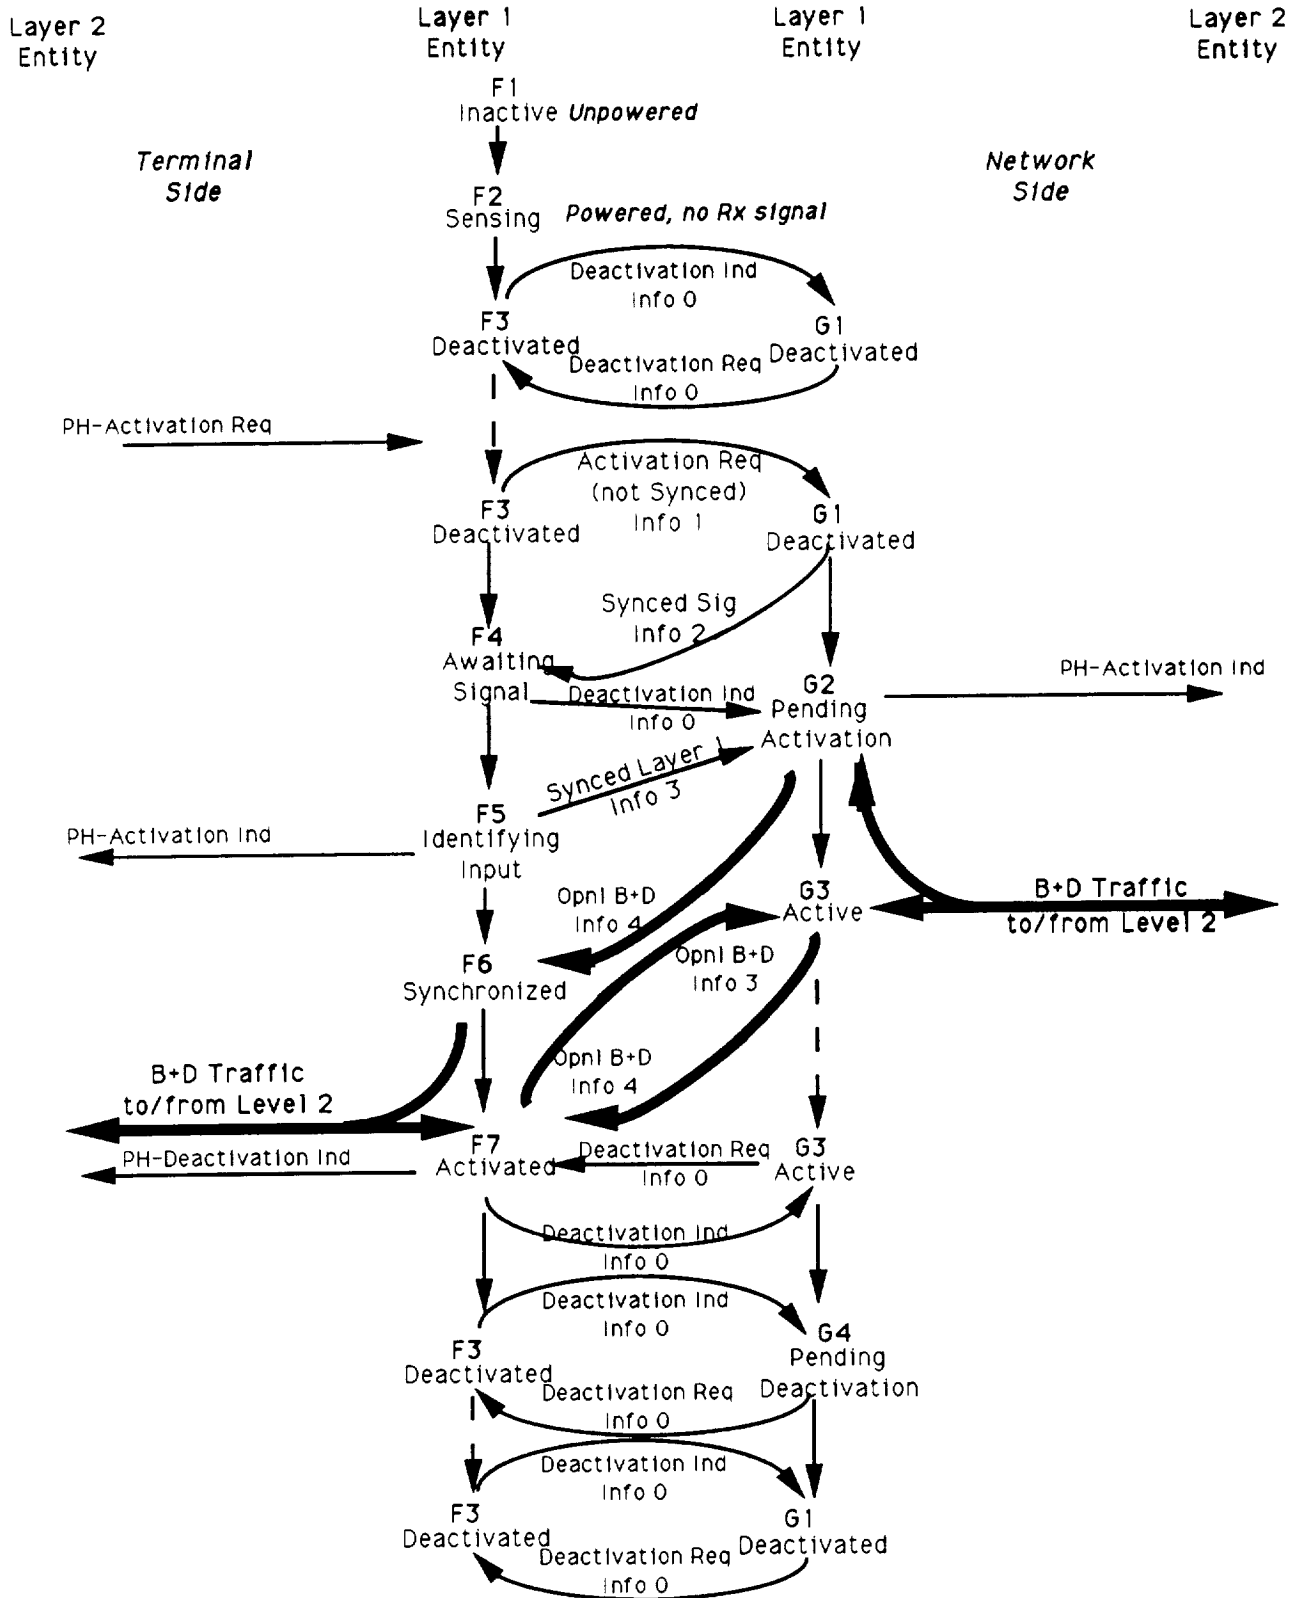 Layer 2
Entity
Layer 1
Entity
Layer 1
Entity
Layer 2
Entity
F1
Inactive Unpowered
Terminal
Side
Network
Side
F2
Sensing
Powered, no Rx signal
Deactivation Ind
Info 0
F3
Deactivated
G1
Deactivated
Deactivation Req
Info 0
PH-Activation Req
Activation Req
(not Synced)
Info 1
F3
Deactivated
G1
Deactivated
Synced Sig
Info 2
F4
Awaiting
Signal
Deactivation Ind
Info 0
G2
Pending
Activation
PH-Activation Ind
Synced Layer 1
Info 3
F5
Identifying
Input
PH-Activation Ind
Opnl B+D
Info 4
G3
Active
B+D Traffic
to/from Level 2
Opnl B+D
Info 3
F6
Synchronized
Opnl B+D
Info 4
B+D Traffic
to/from Level 2
F7
Activated
PH-Deactivation Ind
Deactivation Req
Info 0
G3
Active
Deactivation Ind
Info 0
Deactivation Ind
Info 0
F3
Deactivated
G4
Pending
Deactivation
Deactivation Req
Info 0
Deactivation Ind
Info 0
F3
Deactivated
G1
Deactivated
Deactivation Req
Info 0